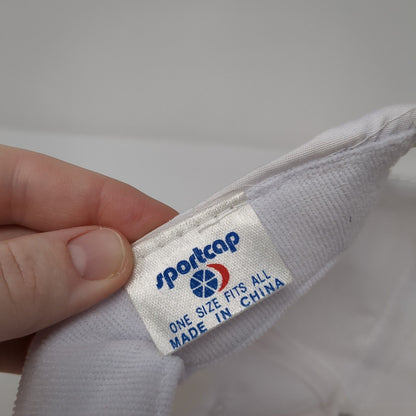 sportcap
ONE SIZE FITS ALL
MADE IN CHINA